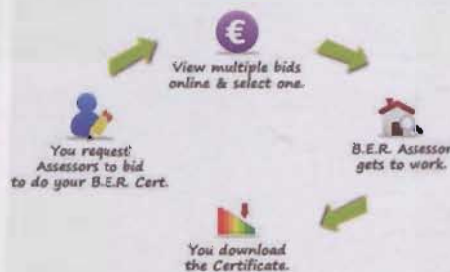 €
View multiple bids
online & select one.
You request
Assessors to bid
to do your B.E.R. Cert.
B.E.R. Assessor
gets to work.
You download
the Certificate.